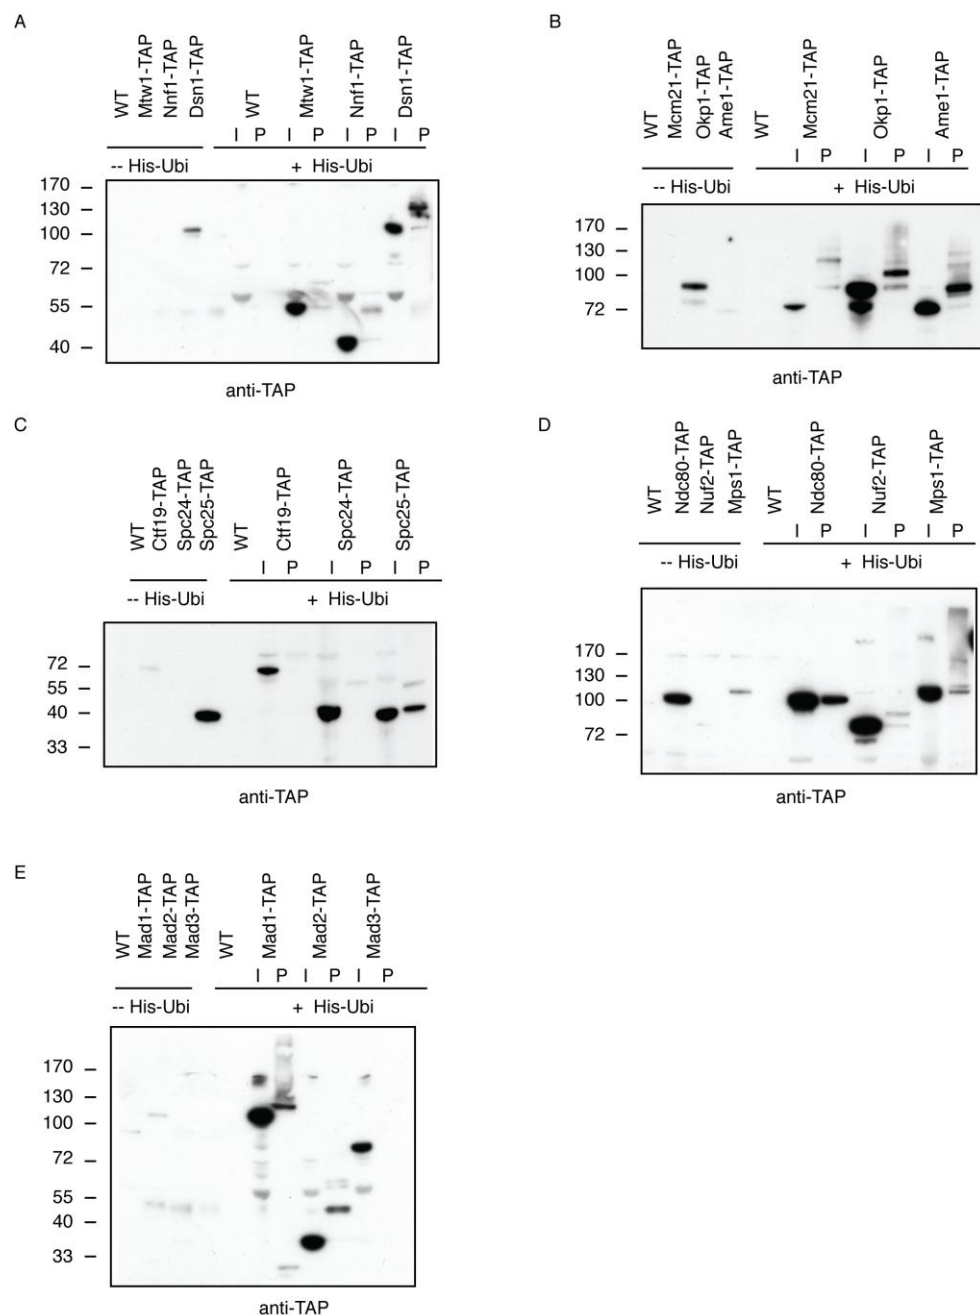 A
WT
Mtw1-TAP
Nnf1-TAP
Dsn1-TAP
WT
Mtw1-TAP
Nnf1-TAP
Dsn1-TAP
I P I P I P I P
-- His-Ubi + His-Ubi
170 –
130 –
100 –
72 –
55 –
40 –
anti-TAP
B
WT
Mcm21-TAP
Okp1-TAP
Ame1-TAP
WT
Mcm21-TAP
Okp1-TAP
Ame1-TAP
I P I P I P
-- His-Ubi + His-Ubi
170 –
130 –
100 –
72 –
anti-TAP
C
WT
Ctf19-TAP
Spc24-TAP
Spc25-TAP
WT
Ctf19-TAP
Spc24-TAP
Spc25-TAP
I P I P I P
-- His-Ubi + His-Ubi
72 –
55 –
40 –
33 –
anti-TAP
D
WT
Ndc80-TAP
Nuf2-TAP
Mps1-TAP
WT
Ndc80-TAP
Nuf2-TAP
Mps1-TAP
I P I P I P
-- His-Ubi + His-Ubi
170 –
130 –
100 –
72 –
anti-TAP
E
WT
Mad1-TAP
Mad2-TAP
Mad3-TAP
WT
Mad1-TAP
Mad2-TAP
Mad3-TAP
I P I P I P
-- His-Ubi + His-Ubi
170 –
130 –
100 –
72 –
55 –
40 –
33 –
anti-TAP